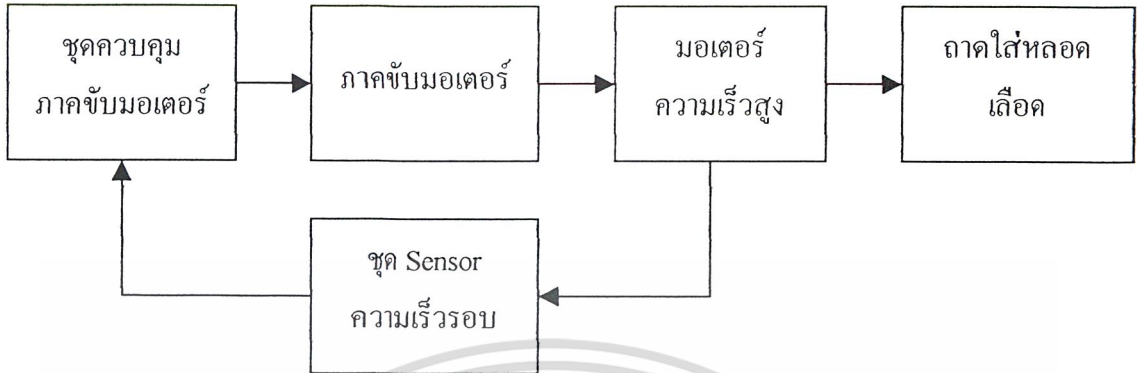 ชุดควบคุม
ภาคขับมอเตอร์
ภาคขับมอเตอร์
มอเตอร์
ความเร็วสูง
ถาดใส่หลอด
เลือด
ชุด Sensor
ความเร็วรอบ